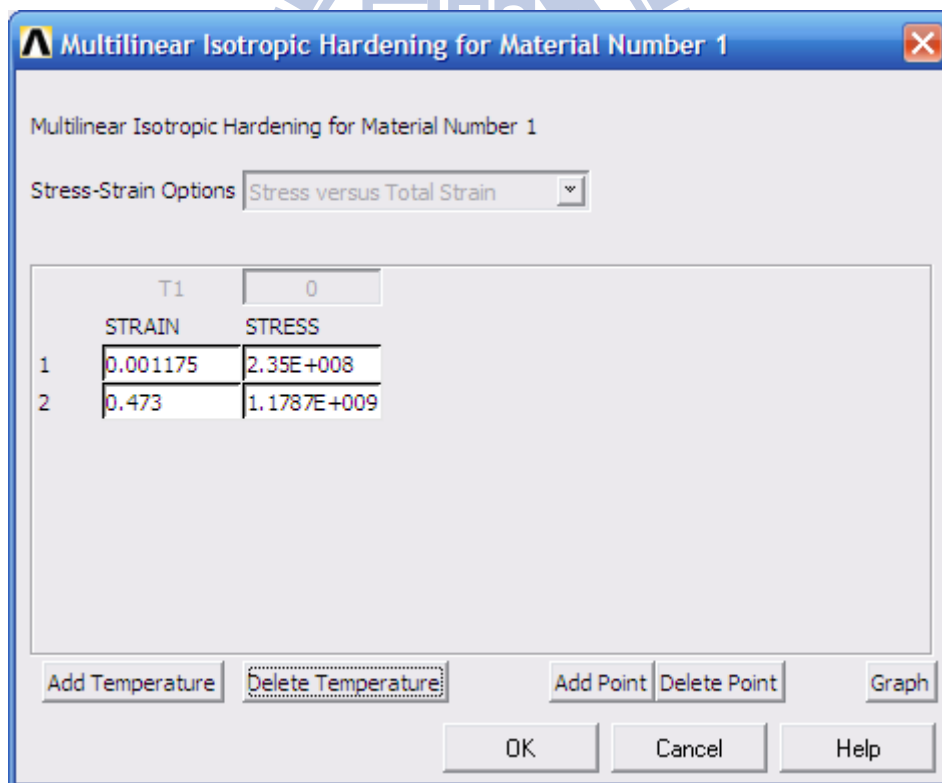 Multilinear Isotropic Hardening for Material Number 1
Multilinear Isotropic Hardening for Material Number 1
Stress-Strain Options Stress versus Total Strain
T1 0
STRAIN STRESS
1 0.001175 2.35E+008
2 0.473 1.1787E+009
Add Temperature Delete Temperature Add Point Delete Point Graph
OK Cancel Help